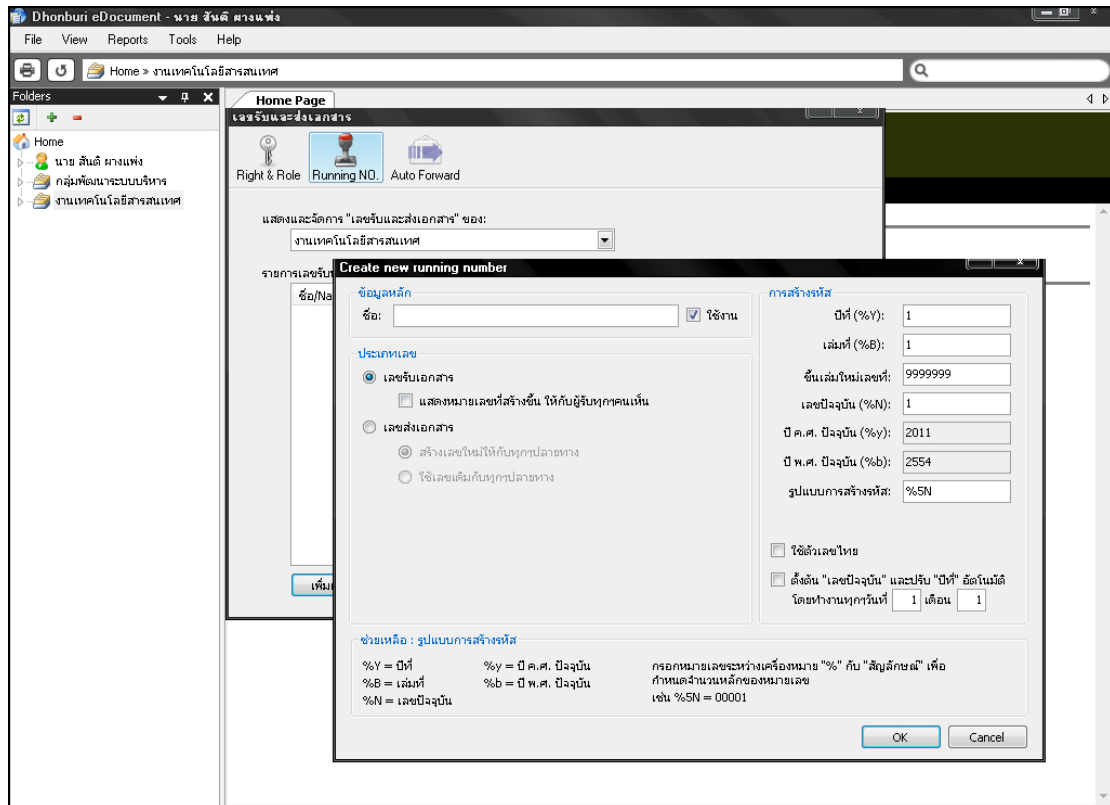 Dhonburi eDocument - นาย สันติ ผางแพ่ง
File View Reports Tools Help
Home » งานเทคโนโลยีสารสนเทศ
Folders
Home
นาย สันติ ผางแพ่ง
กลุ่มพัฒนาระบบบริหาร
งานเทคโนโลยีสารสนเทศ
Home Page
เลขรับและส่งเอกสาร
Right & Role Running NO. Auto Forward
แสดงและจัดการ "เลขรับและส่งเอกสาร" ของ:
งานเทคโนโลยีสารสนเทศ
รายการเลขรับ
ชื่อ/Na
เพิ่ม
Create new running number
ข้อมูลหลัก
ชื่อ: ใช้งาน
ประเภทเลข
เลขรับเอกสาร
แสดงหมายเลขที่สร้างขึ้น ให้กับผู้รับทุกๆคนเห็น
เลขส่งเอกสาร
สร้างเลขใหม่ให้กับทุกๆปลายทาง
ใช้เลขเดิมกับทุกๆปลายทาง
การสร้างรหัส
ปีที่ (%Y): 1
เล่มที่ (%B): 1
ขึ้นเล่มใหม่เลขที่: 9999999
เลขปัจจุบัน (%N): 1
ปี ค.ศ. ปัจจุบัน (%y): 2011
ปี พ.ศ. ปัจจุบัน (%b): 2554
รูปแบบการสร้างรหัส: %5N
ใช้ตัวเลขไทย
ตั้งต้น "เลขปัจจุบัน" และปรับ "ปีที่" อัตโนมัติ
โดยทำงานทุกๆวันที่ 1 เดือน 1
ช่วยเหลือ : รูปแบบการสร้างรหัส
%Y = ปีที่ %y = ปี ค.ศ. ปัจจุบัน
%B = เล่มที่ %b = ปี พ.ศ. ปัจจุบัน
%N = เลขปัจจุบัน
กรอกหมายเลขระหว่างเครื่องหมาย "%" กับ "สัญลักษณ์" เพื่อ
กำหนดจำนวนหลักของหมายเลข
เช่น %5N = 00001
OK Cancel